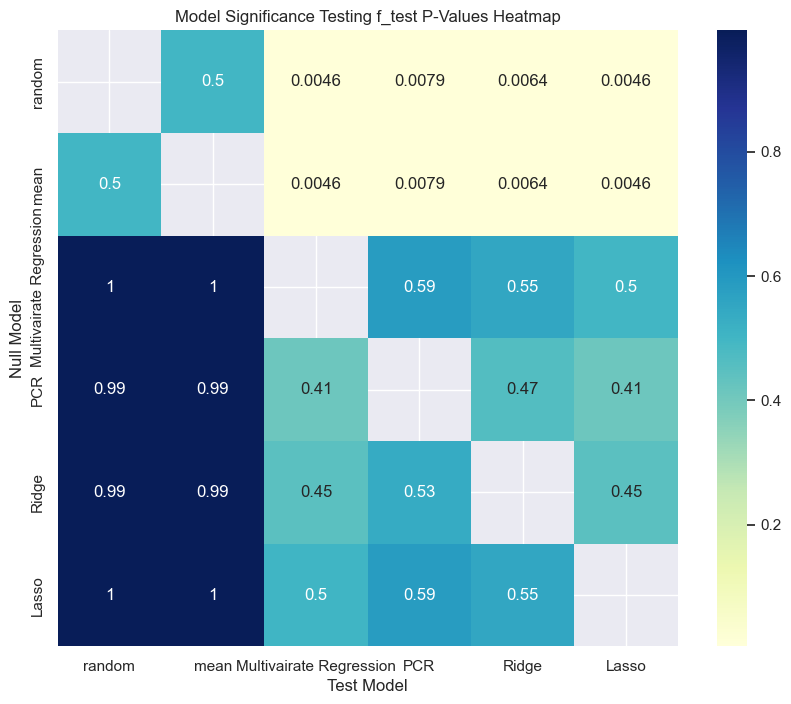 Model Significance Testing f_test P-Values Heatmap
Null Model
random
0.5
0.0046
0.0079
0.0064
0.0046
mean
0.5
0.0046
0.0079
0.0064
0.0046
Multivairate Regression
1
1
0.59
0.55
0.5
PCR
0.99
0.99
0.41
0.47
0.41
Ridge
0.99
0.99
0.45
0.53
0.45
Lasso
1
1
0.5
0.59
0.55
random
mean
Multivairate Regression
PCR
Ridge
Lasso
Test Model
0.8
0.6
0.4
0.2